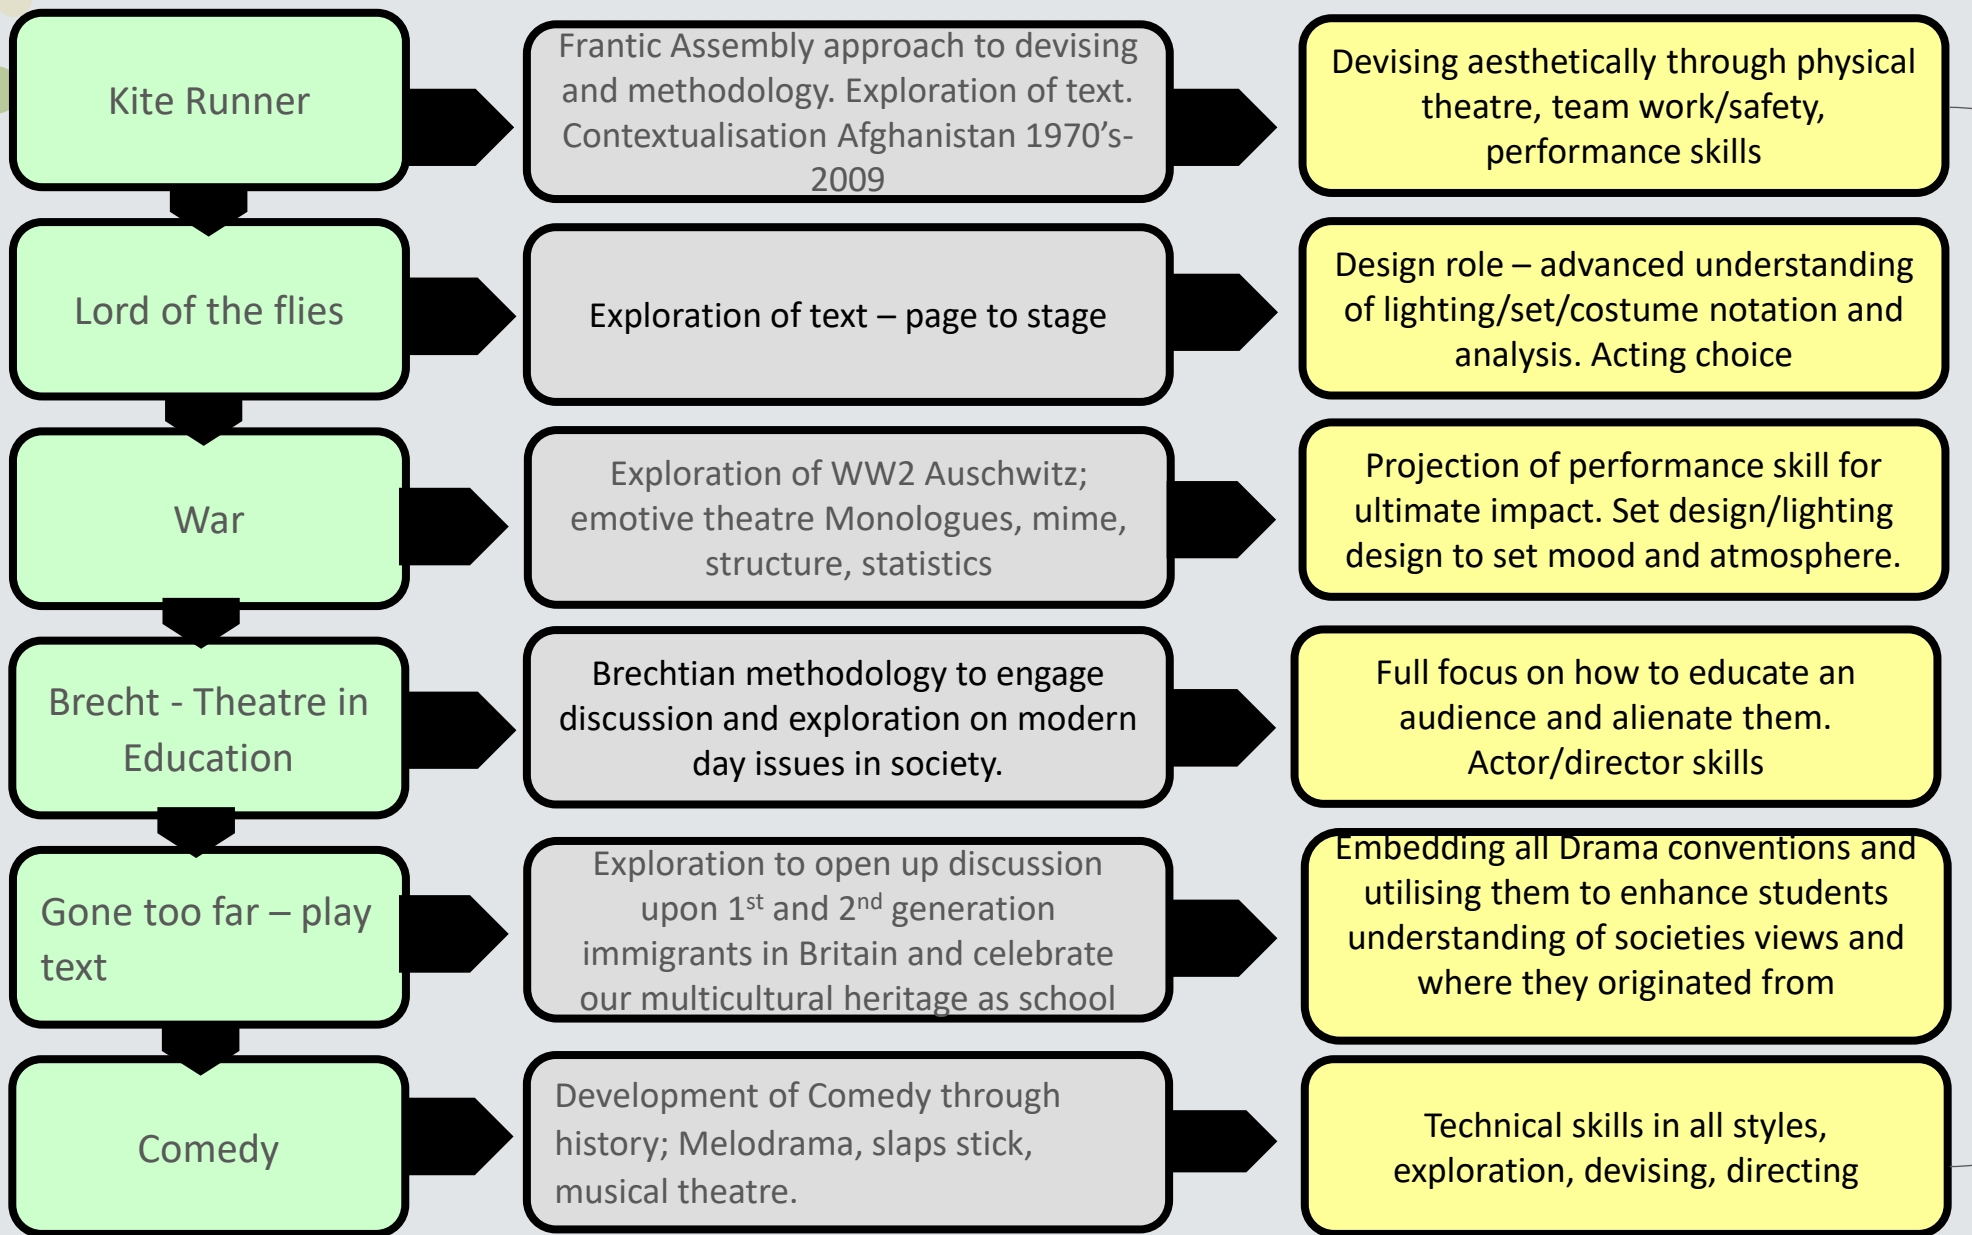 Kite Runner
Frantic Assembly approach to devising
and methodology. Exploration of text.
Contextualisation Afghanistan 1970’s-
2009
Devising aesthetically through physical
theatre, team work/safety,
performance skills
Lord of the flies
Exploration of text – page to stage
Design role – advanced understanding
of lighting/set/costume notation and
analysis. Acting choice
War
Exploration of WW2 Auschwitz;
emotive theatre Monologues, mime,
structure, statistics
Projection of performance skill for
ultimate impact. Set design/lighting
design to set mood and atmosphere.
Brecht - Theatre in
Education
Brechtian methodology to engage
discussion and exploration on modern
day issues in society.
Full focus on how to educate an
audience and alienate them.
Actor/director skills
Gone too far – play
text
Exploration to open up discussion
upon 1st and 2nd generation
immigrants in Britain and celebrate
our multicultural heritage as school
Embedding all Drama conventions and
utilising them to enhance students
understanding of societies views and
where they originated from
Comedy
Development of Comedy through
history; Melodrama, slaps stick,
musical theatre.
Technical skills in all styles,
exploration, devising, directing